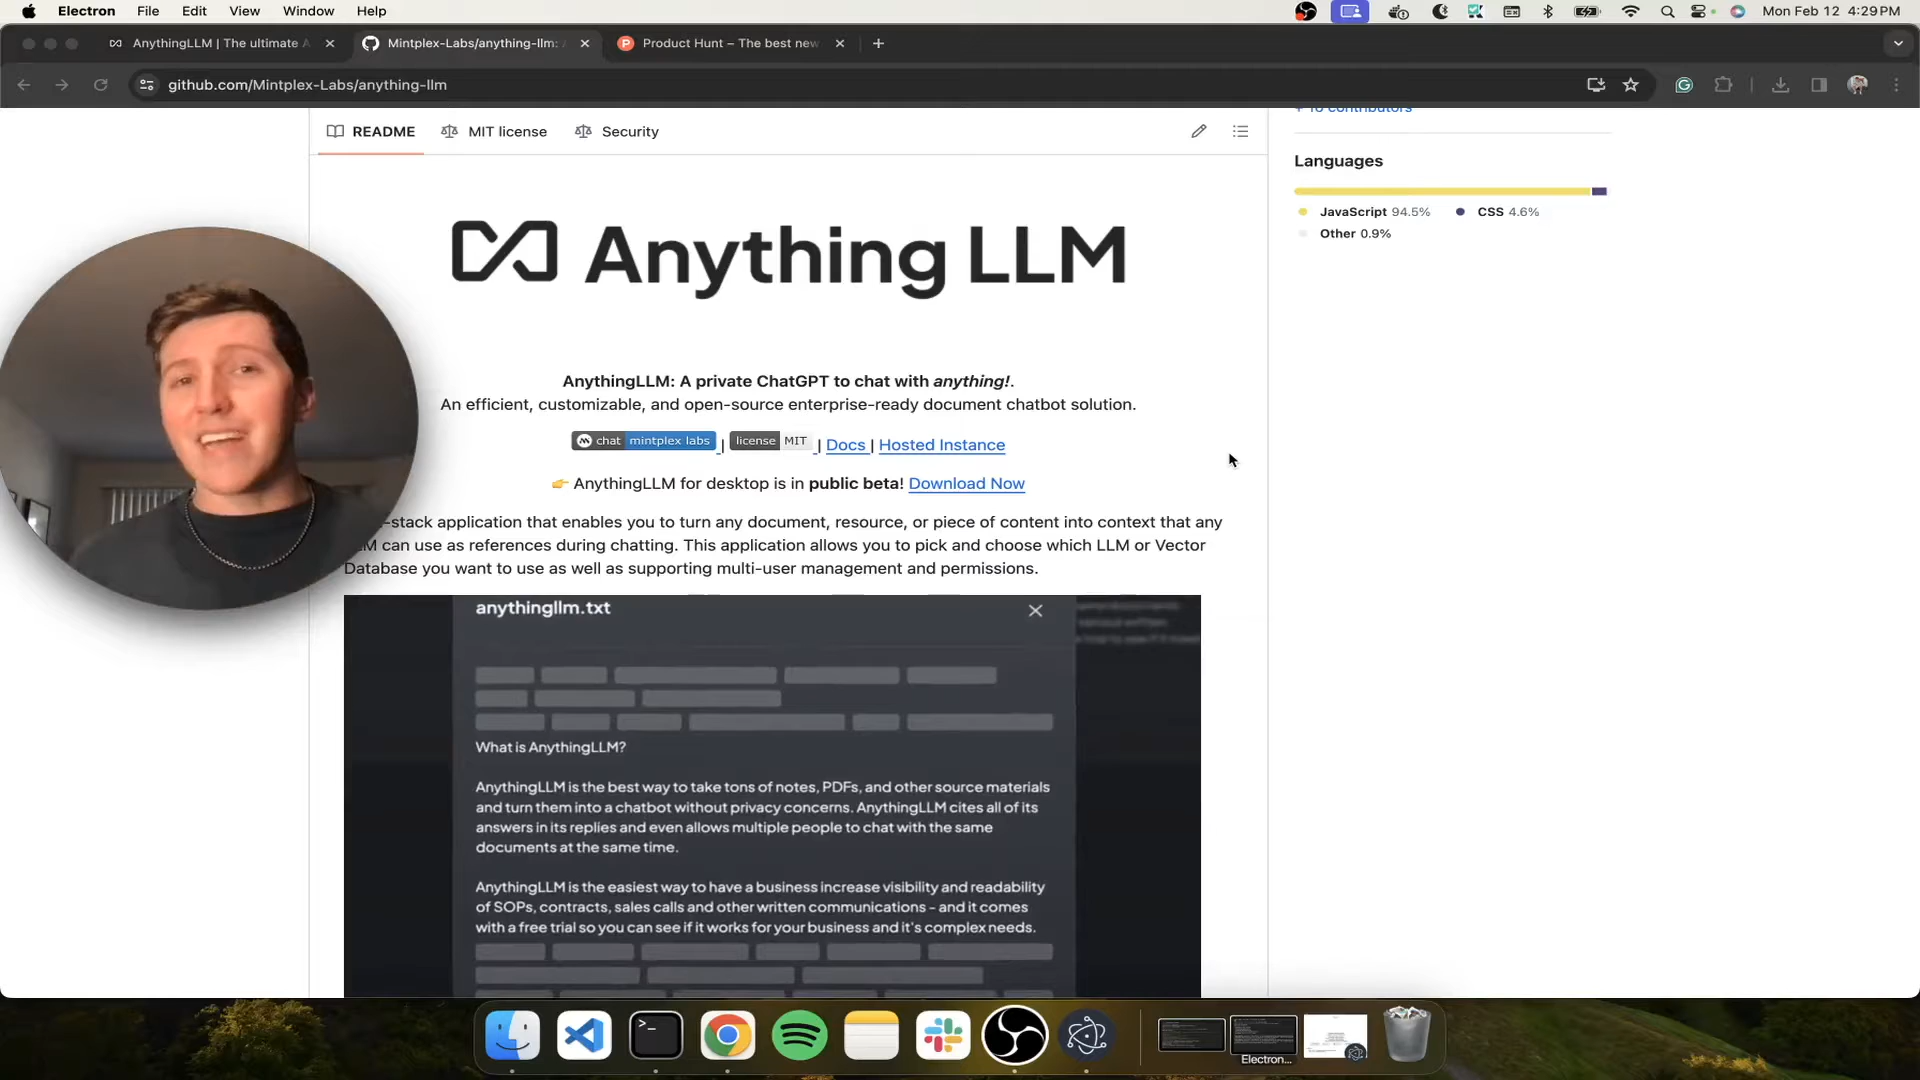 Electron File Edit View Window Help Mon Feb 12 4:29 PM
AnythingLLM | The ultimate A Mintplex-Labs/anything-llm: Product Hunt – The best new
github.com/Mintplex-Labs/anything-llm
README MIT license Security
contributors
Languages
JavaScript 94.5% CSS 4.6%
Other 0.9%
Anything LLM
AnythingLLM: A private ChatGPT to chat with anything!.
An efficient, customizable, and open-source enterprise-ready document chatbot solution.
chat mintplex labs | license MIT | Docs | Hosted Instance
👉 AnythingLLM for desktop is in public beta! Download Now
-stack application that enables you to turn any document, resource, or piece of content into context that any
can use as references during chatting. This application allows you to pick and choose which LLM or Vector
Database you want to use as well as supporting multi-user management and permissions.
anythingllm.txt
What is AnythingLLM?
AnythingLLM is the best way to take tons of notes, PDFs, and other source materials
and turn them into a chatbot without privacy concerns. AnythingLLM cites all of its
answers in its replies and even allows multiple people to chat with the same
documents at the same time.
AnythingLLM is the easiest way to have a business increase visibility and readability
of SOPs, contracts, sales calls and other written communications - and it comes
with a free trial so you can see if it works for your business and it's complex needs.
Electron...